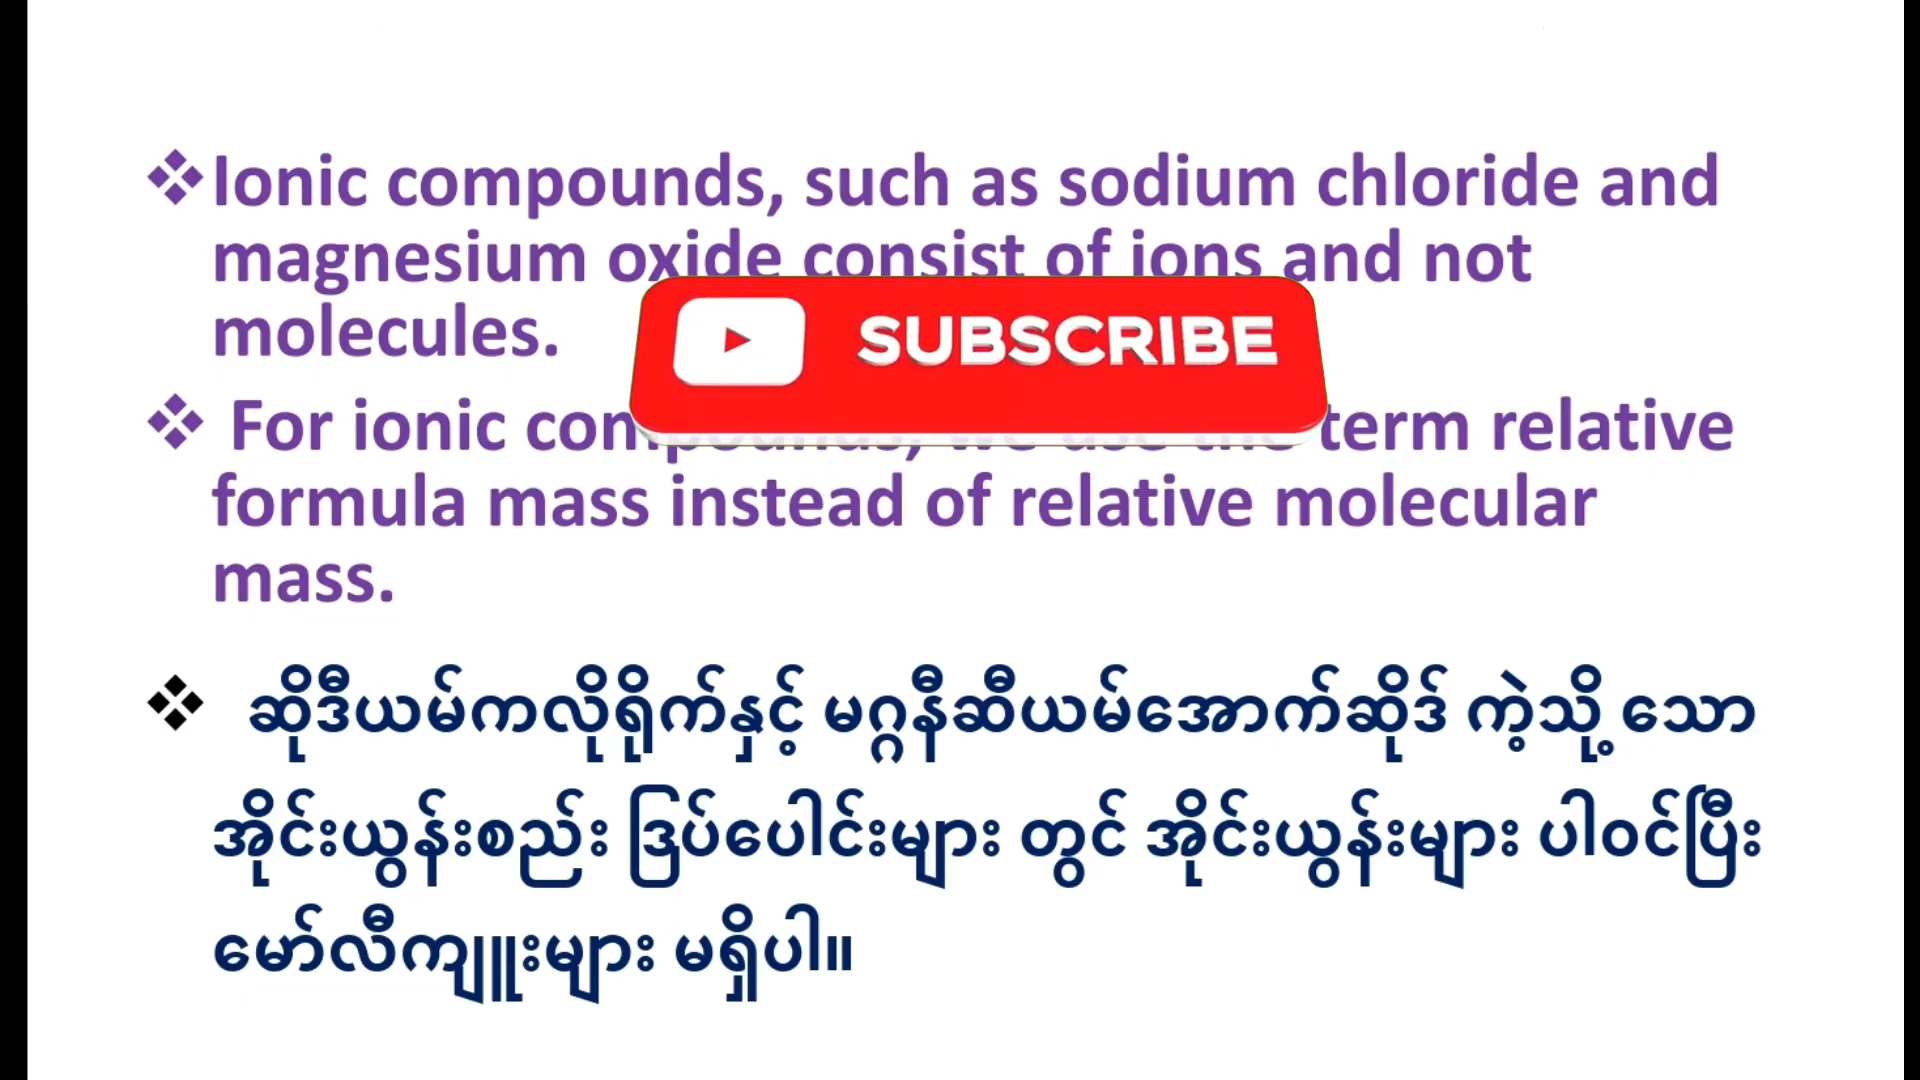 Ionic compounds, such as sodium chloride and
magnesium oxide consist of ions and not
molecules.
SUBSCRIBE
For ionic compounds, we use the term relative
formula mass instead of relative molecular
mass.
ဆိုဒီယမ်ကလိုရိုက်နှင့် မဂ္ဂနီဆီယမ်အောက်ဆိုဒ် ကဲ့သို့ သော
အိုင်းယွန်းစည်း ဒြပ်ပေါင်းများ တွင် အိုင်းယွန်းများ ပါဝင်ပြီး
မော်လီကျူူးများ မရှိပါ။